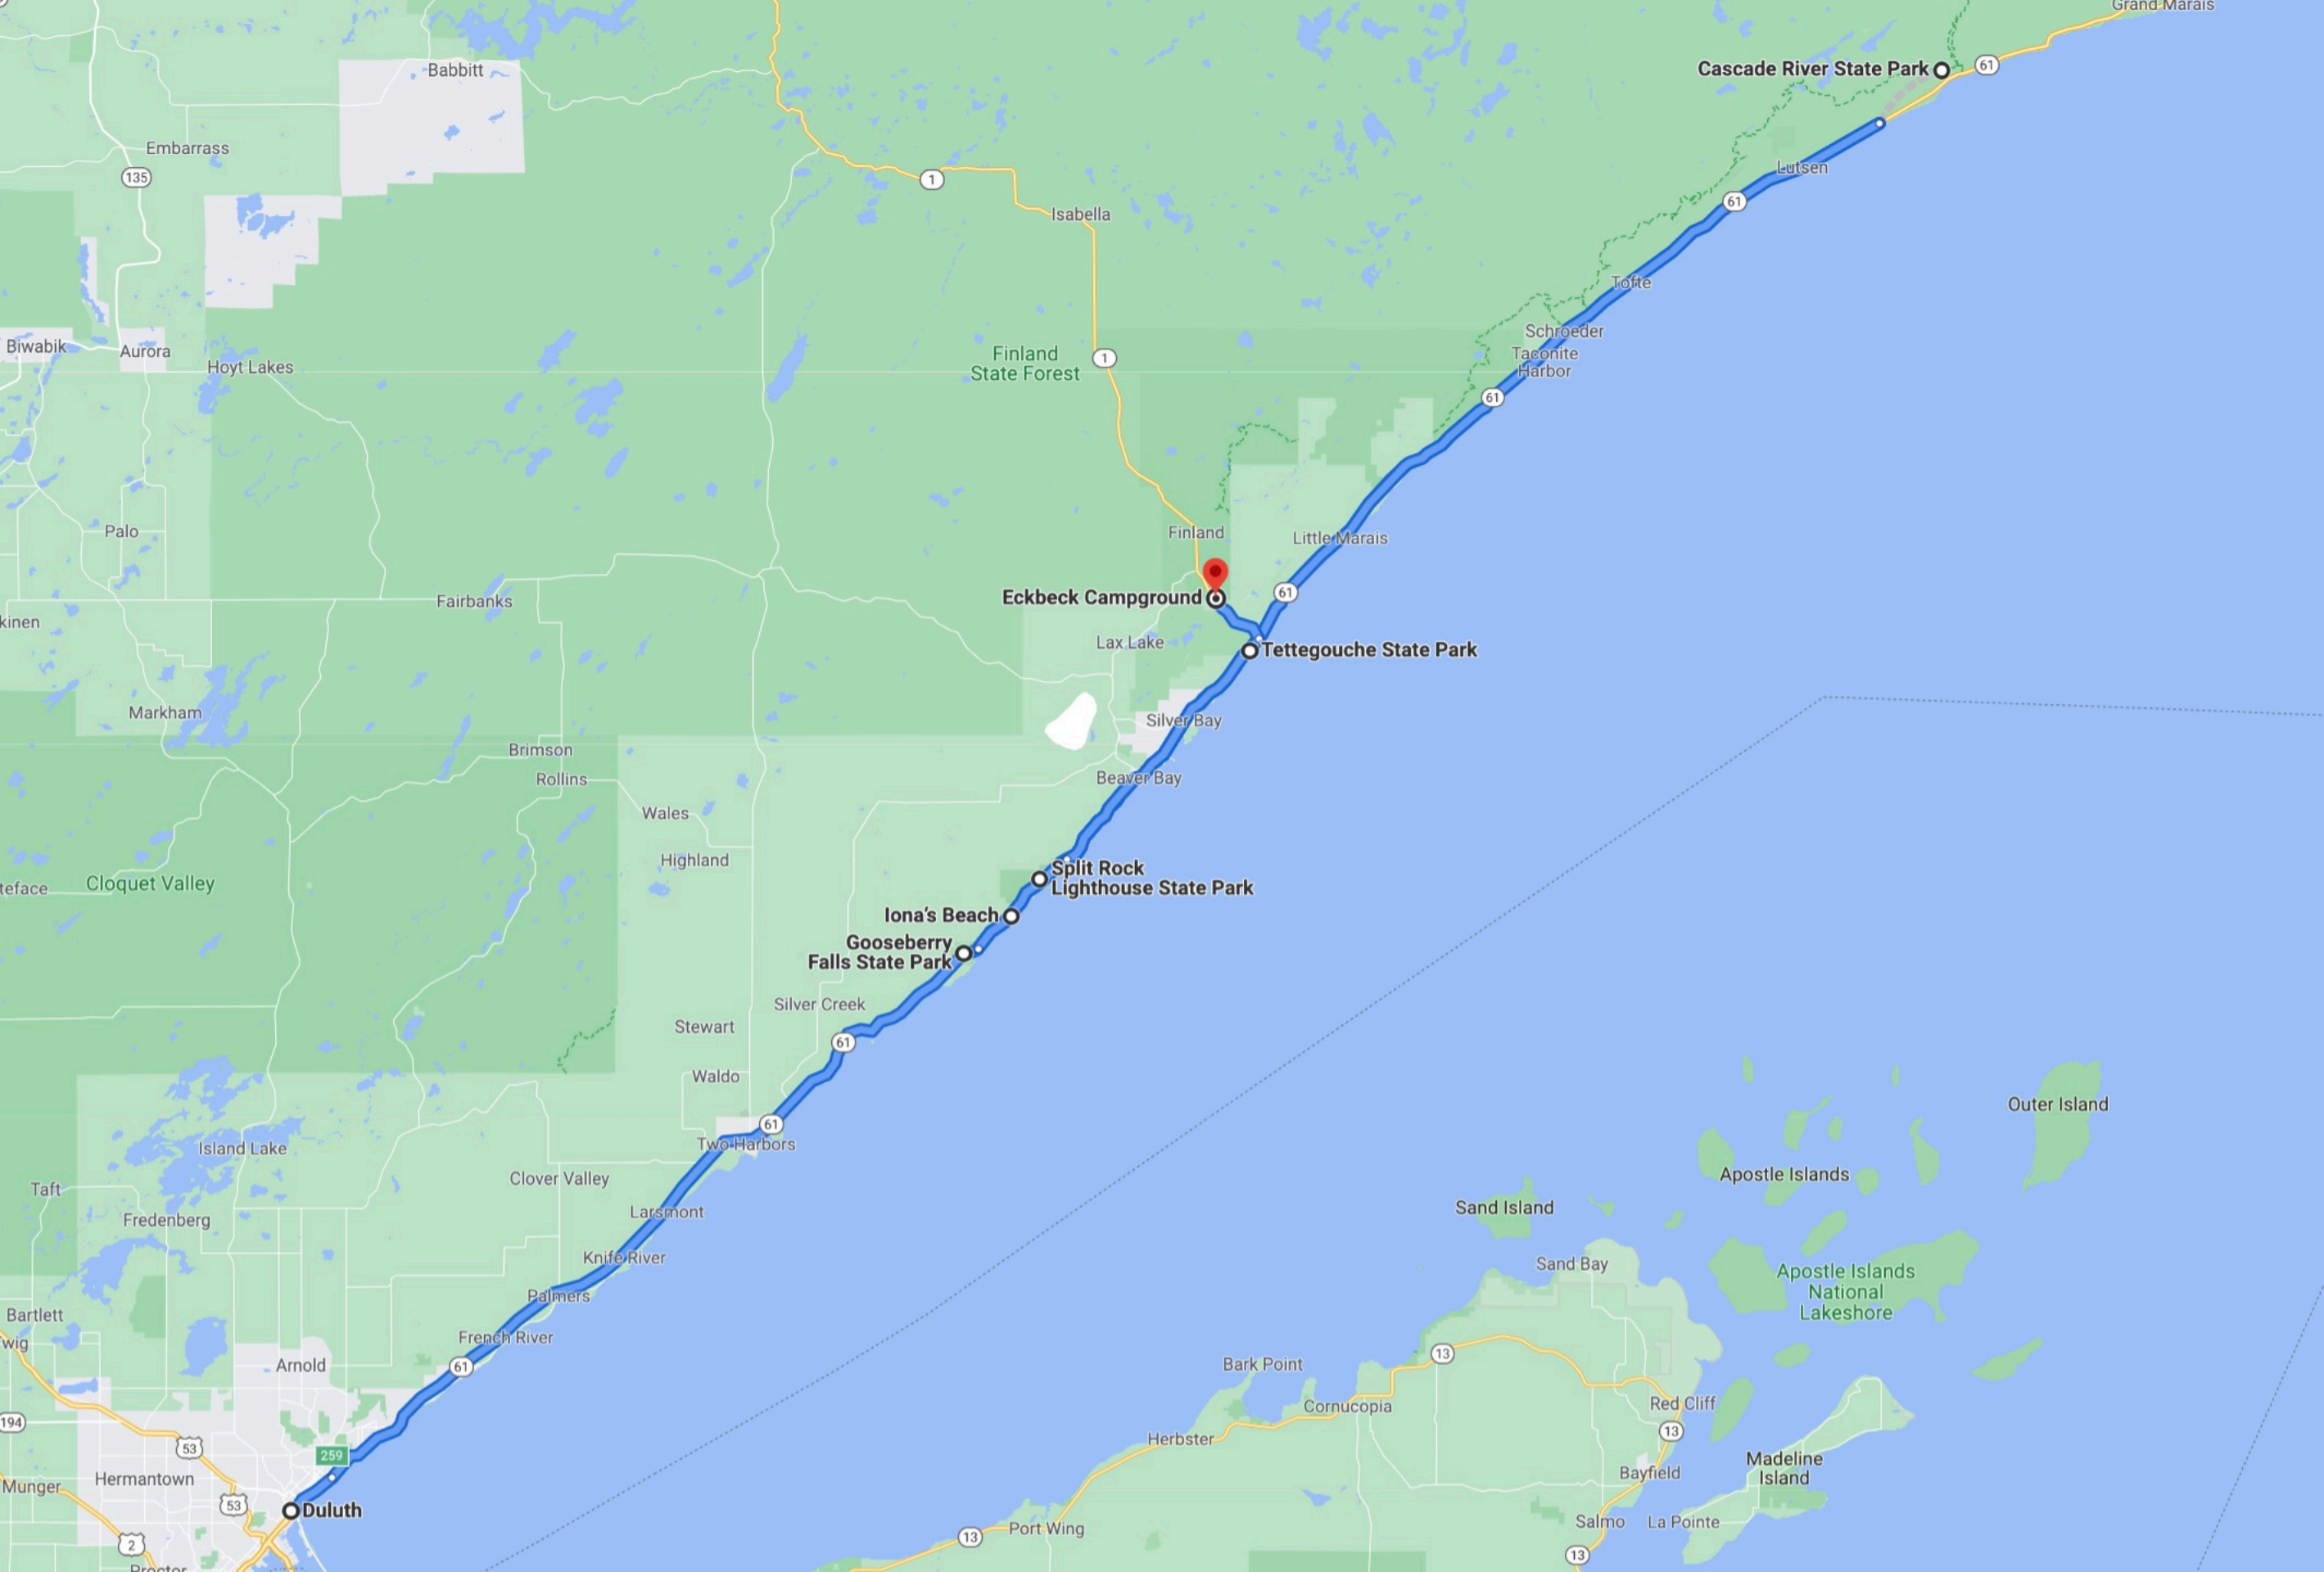 Grand Marais
Cascade River State Park
61
Babbitt
Embarrass
135
1
Lutsen
61
Isabella
Tofte
Schroeder
Biwabik
Aurora
Hoyt Lakes
Finland
State Forest
1
Taconite
Harbor
61
Palo
Finland
Little Marais
Eckbeck Campground
61
Fairbanks
kinen
Lax Lake
Tettegouche State Park
Markham
Silver Bay
Brimson
Rollins
Beaver Bay
Wales
Highland
Split Rock
Lighthouse State Park
Cloquet Valley
teface
Iona's Beach
Gooseberry
Falls State Park
Silver Creek
Stewart
61
Waldo
Outer Island
61
Two Harbors
Island Lake
Apostle Islands
Clover Valley
Taft
Sand Island
Larsmont
Fredenberg
Knife River
Sand Bay
Apostle Islands
National
Lakeshore
Palmers
Bartlett
French River
wig
Arnold
61
Bark Point
13
Cornucopia
Red Cliff
194
13
Herbster
53
259
Hermantown
Munger
Madeline
Island
Bayfield
53
Duluth
Salmo
La Pointe
Port Wing
13
2
13
Proctor